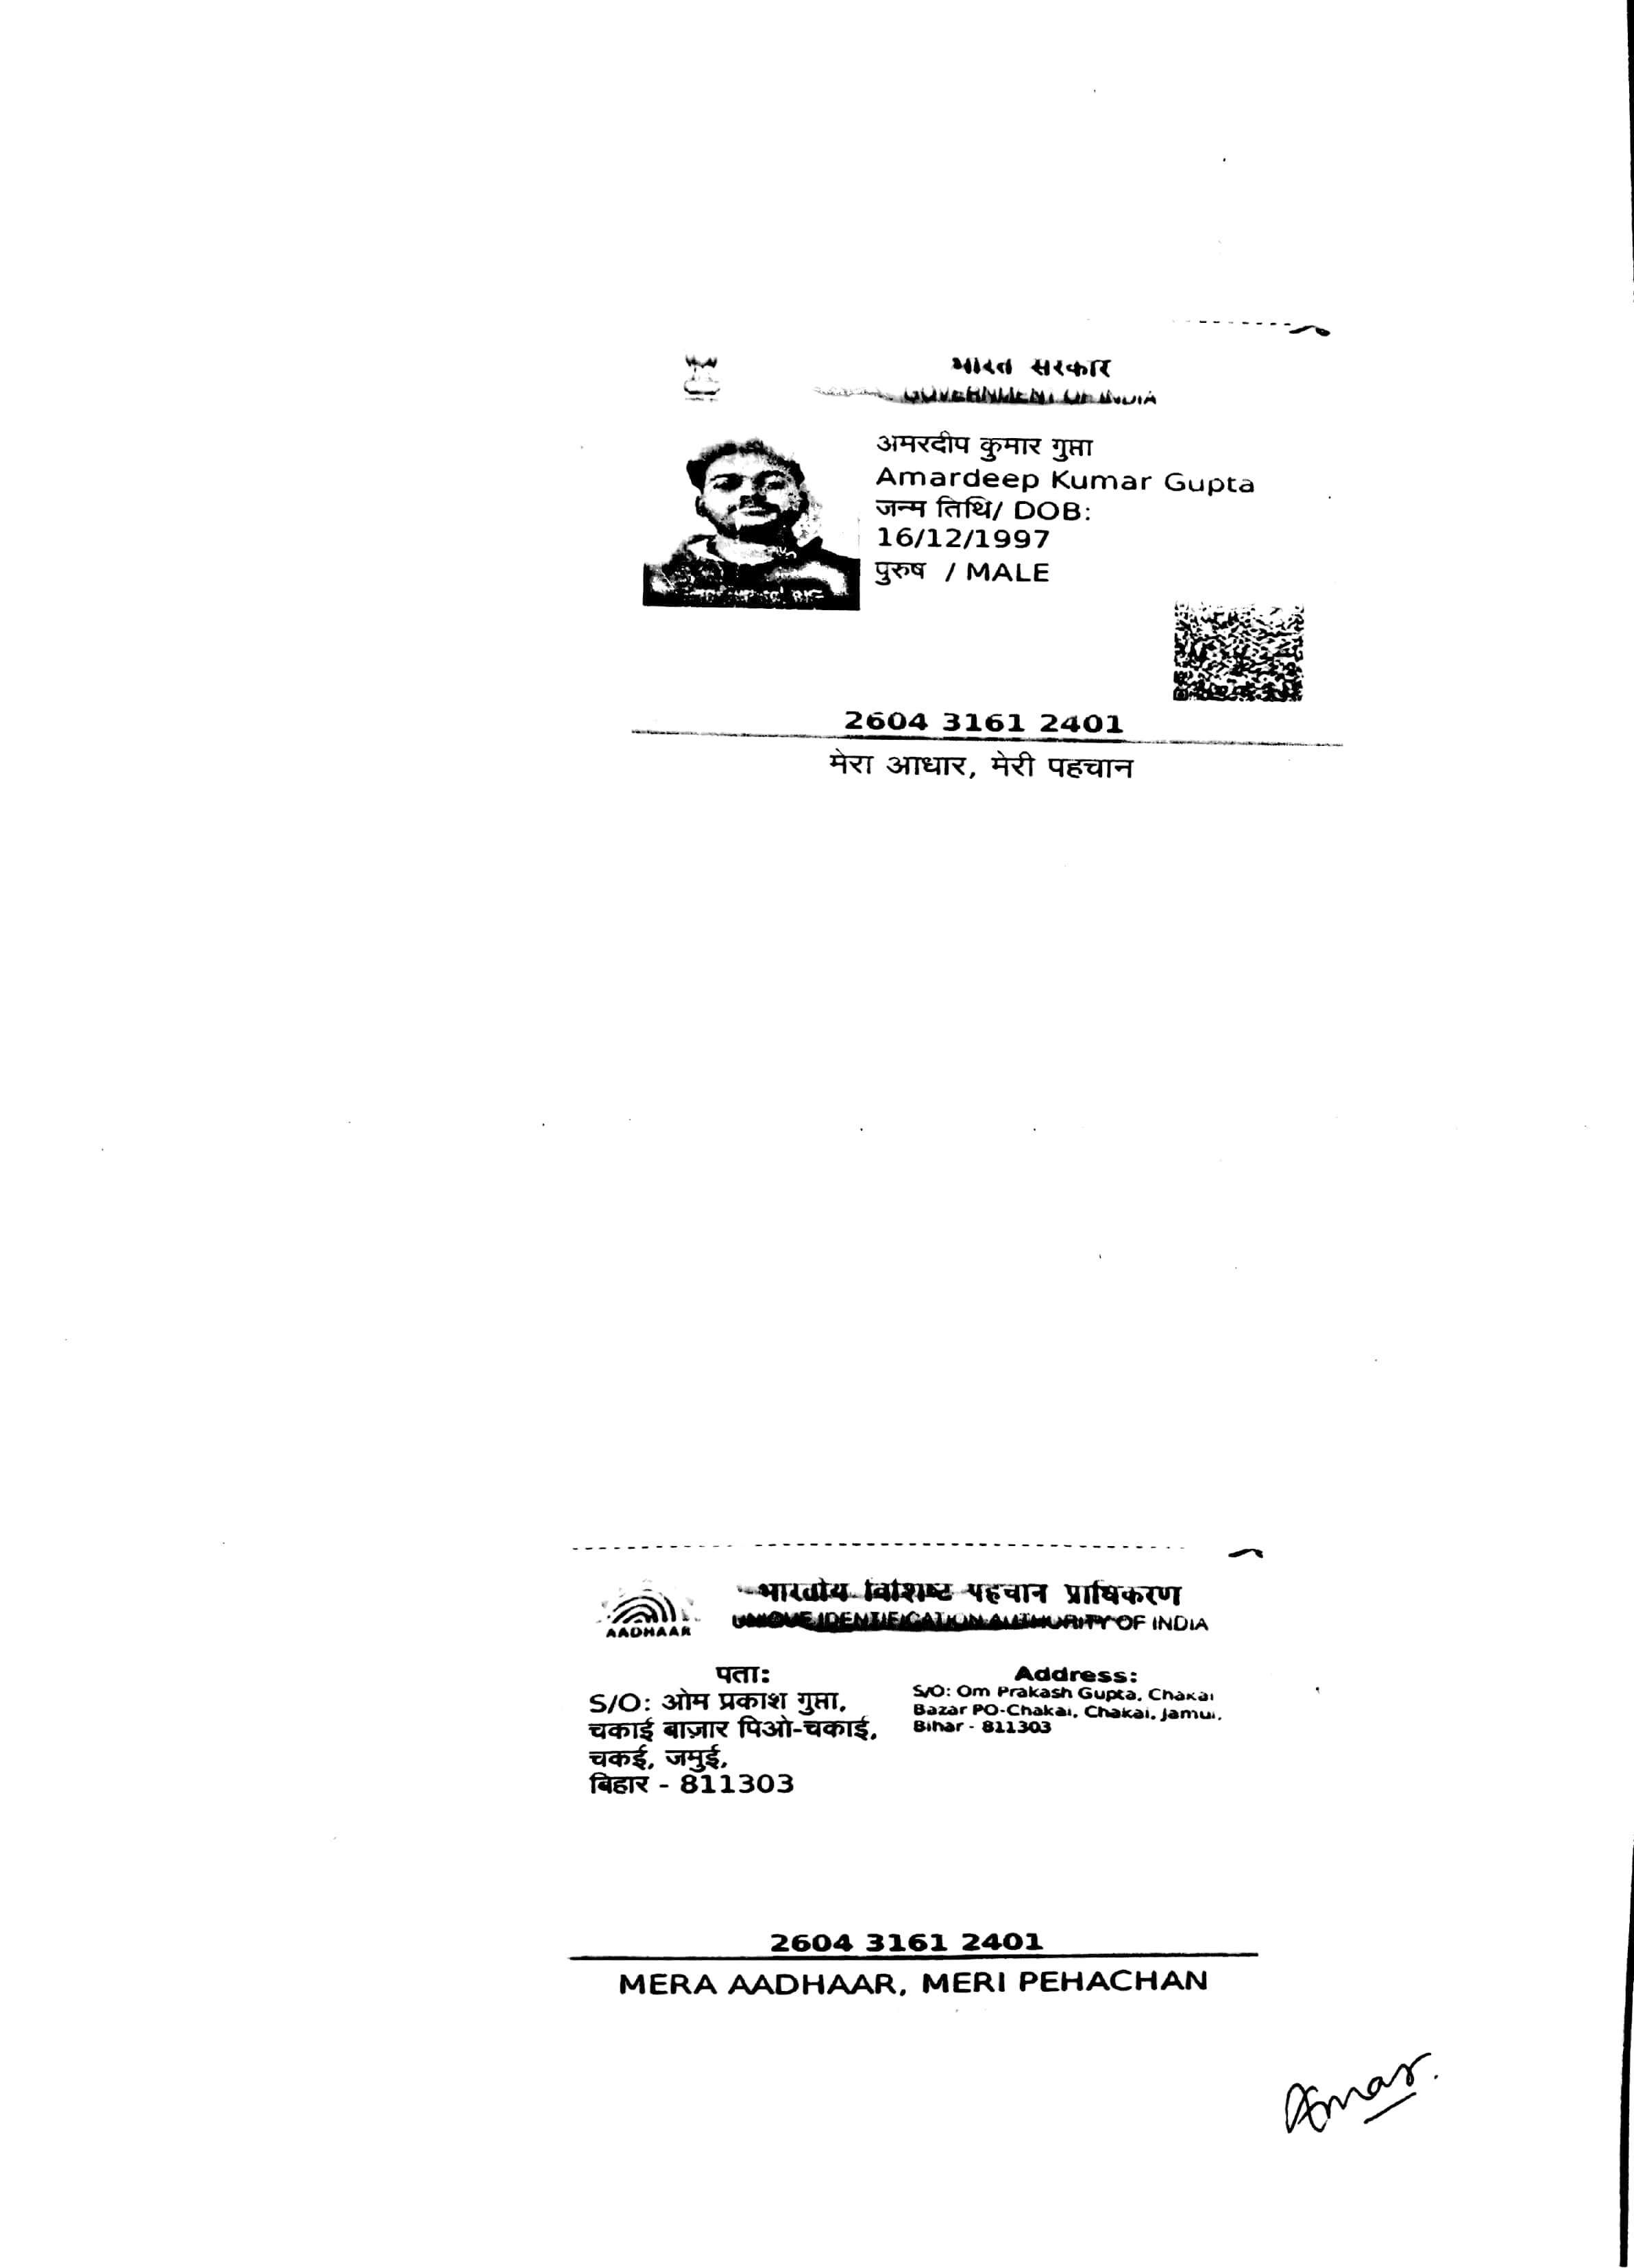 भारत सरकार
GOVERNMENT OF INDIA
अमरदीप कुमार गुप्ता
Amardeep Kumar Gupta
जन्म तिथि/ DOB:
16/12/1997
पुरुष / MALE
2604 3161 2401
मेरा आधार, मेरी पहचान
भारतीय विशिष्ट पहचान प्राधिकरण
UNIQUE IDENTIFICATION AUTHORITY OF INDIA
AADHAAR
पता:
S/O: ओम प्रकाश गुप्ता,
चकाई बाज़ार पिओ-चकाई,
चकई, जमुई,
बिहार - 811303
Address:
S/O: Om Prakash Gupta, Chakai
Bazar PO-Chakai, Chakai, Jamui,
Bihar - 811303
2604 3161 2401
MERA AADHAAR, MERI PEHACHAN
Amar.